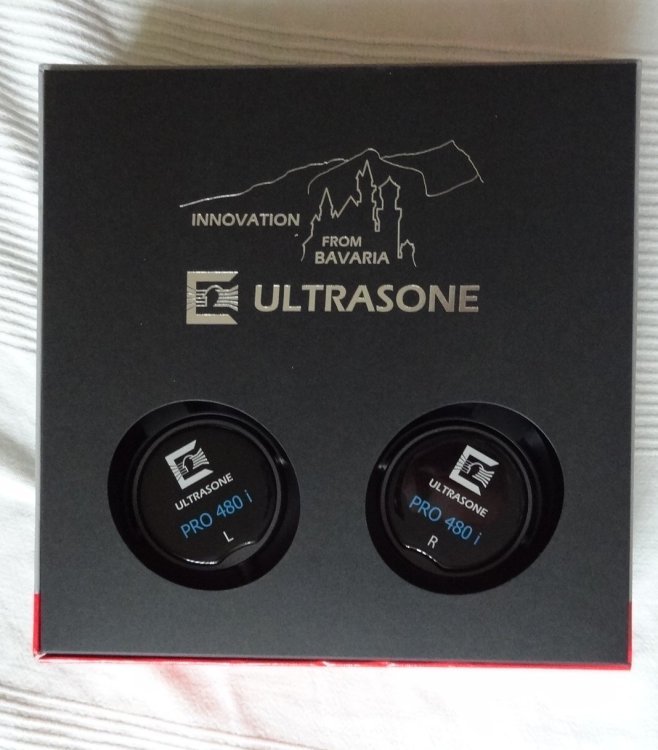 INNOVATION
FROM
BAVARIA
ULTRASONE
ULTRASONE
PRO 480 i
L
ULTRASONE
PRO 480 i
R